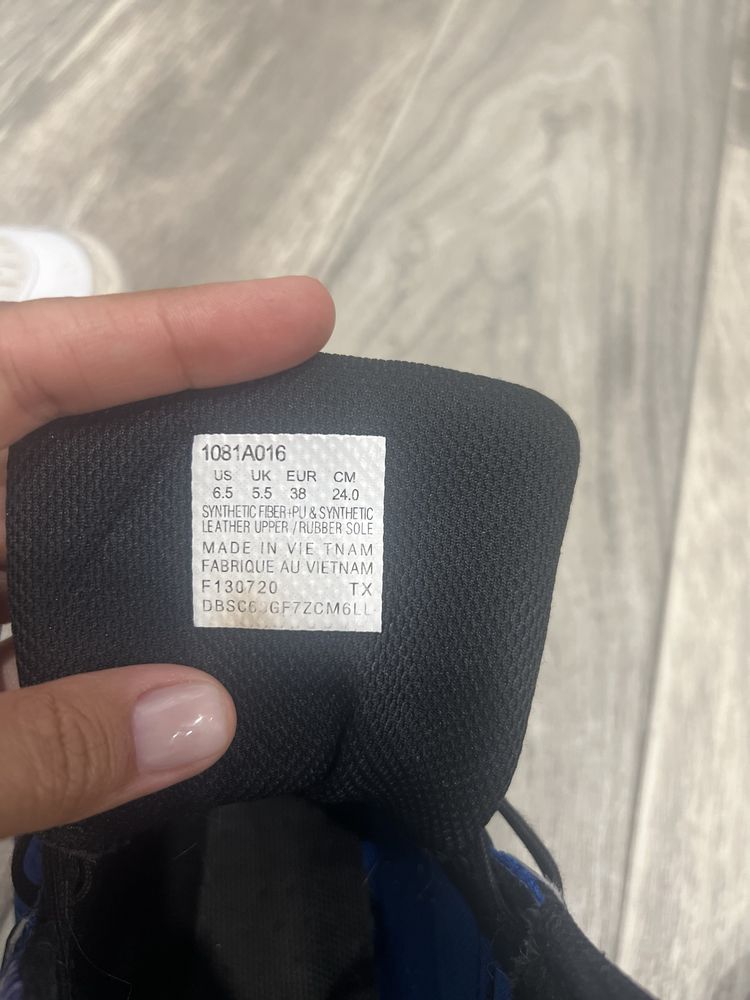 1081A016
US UK EUR CM
6.5 5.5 38 24.0
SYNTHETIC FIBER+PU & SYNTHETIC
LEATHER UPPER / RUBBER SOLE
MADE IN VIE TNAM
FABRIQUE AU VIETNAM
F130720 TX